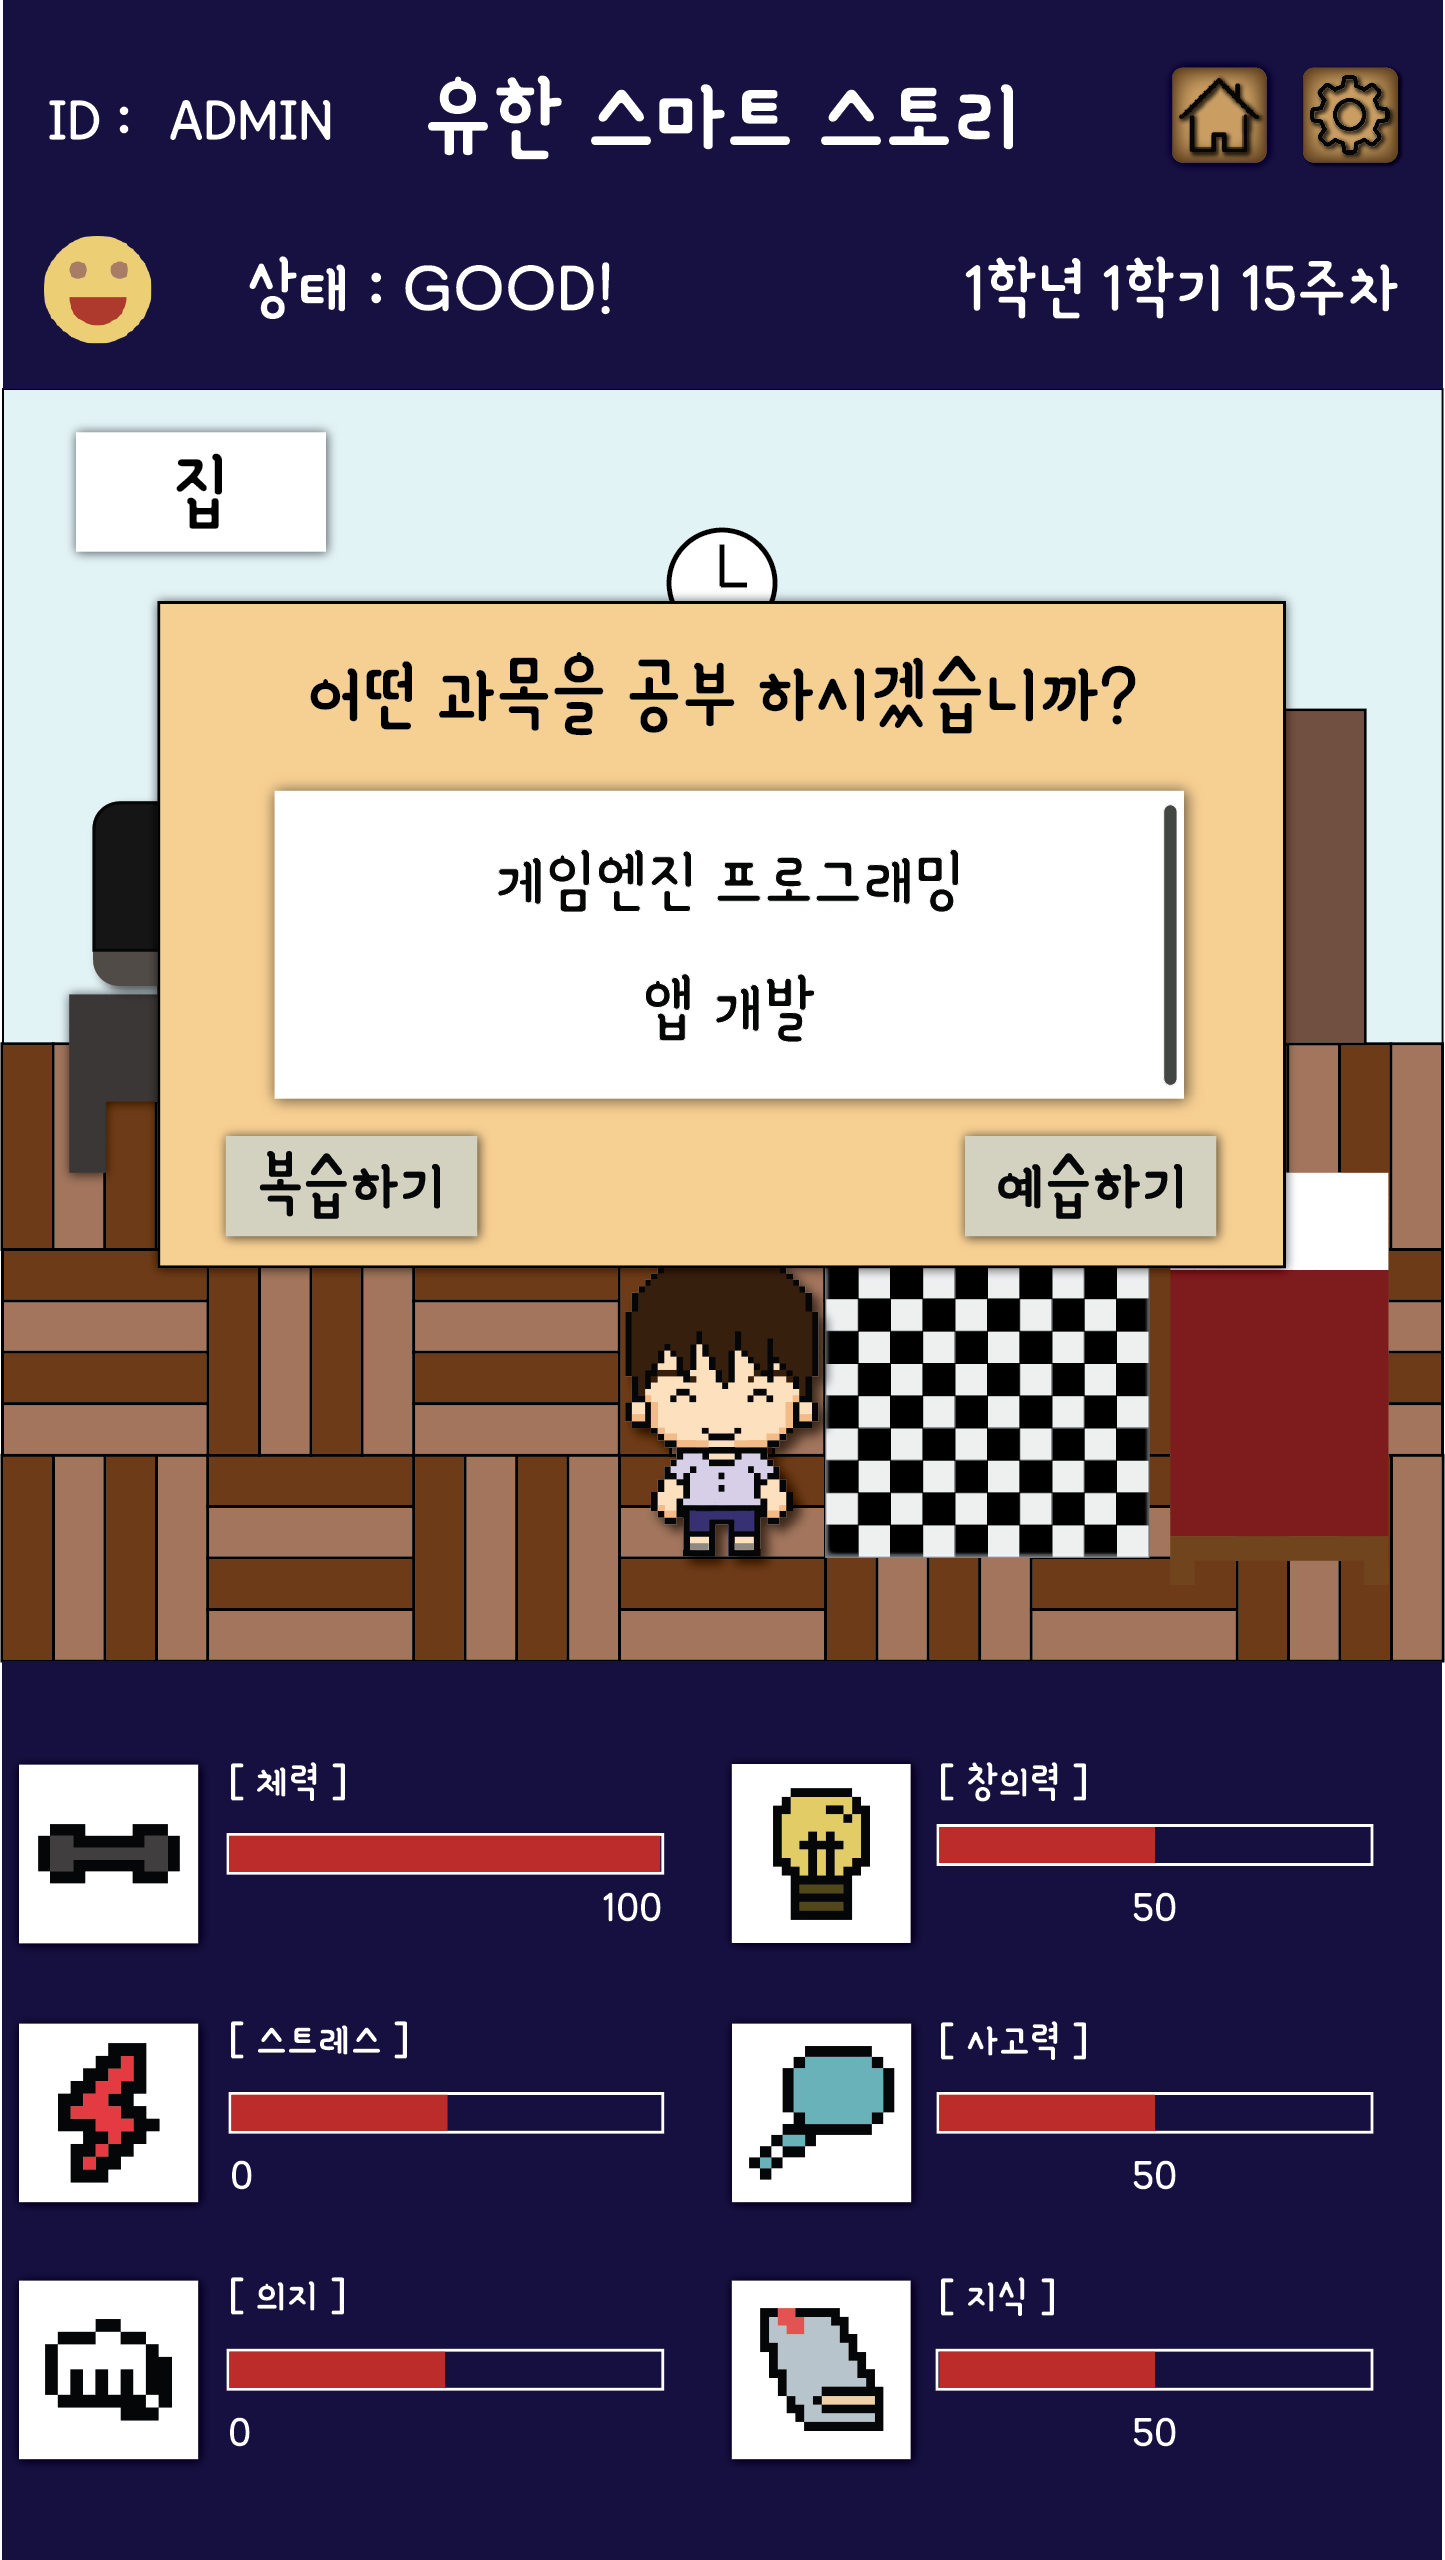 ID : ADMIN
유한 스마트 스토리
상태 : GOOD!
1학년 1학기 15주차
집
어떤 과목을 공부 하시겠습니까?
게임엔진 프로그래밍
앱 개발
복습하기
예습하기
[ 체력 ]
100
[ 창의력 ]
50
[ 스트레스 ]
0
[ 사고력 ]
50
[ 의지 ]
0
[ 지식 ]
50